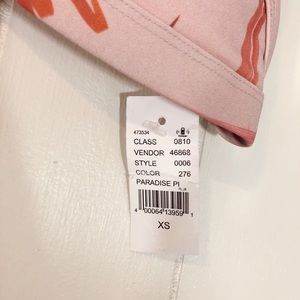 473534
CLASS 0810
VENDOR 46868
STYLE 0006
COLOR 276
PARADISE PI
4 00064 13959 1
XS